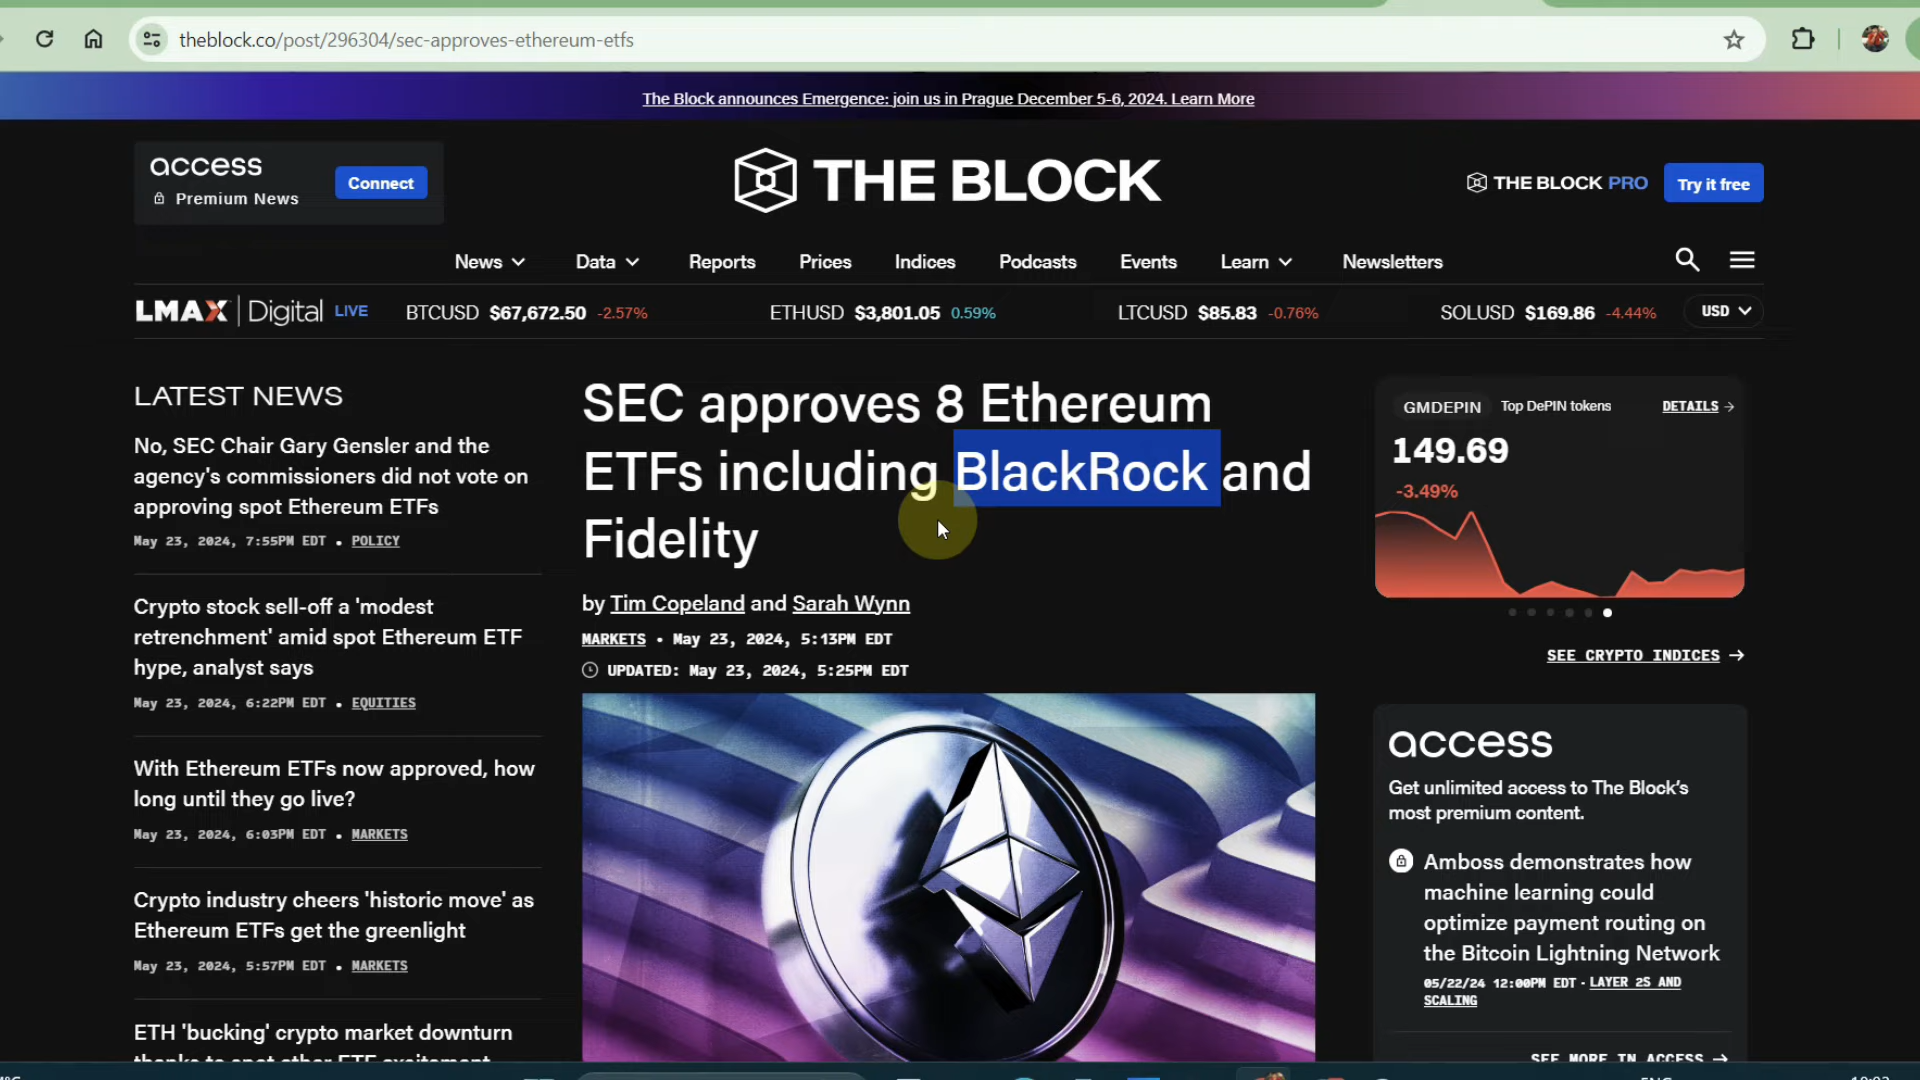 theblock.co/post/296304/sec-approves-ethereum-etfs
The Block announces Emergence: join us in Prague December 5-6, 2024. Learn More
access
Premium News
Connect
THE BLOCK
THE BLOCK PRO
Try it free
News
Data
Reports
Prices
Indices
Podcasts
Events
Learn
Newsletters
LMAX Digital LIVE
BTCUSD $67,672.50 -2.57%
ETHUSD $3,801.05 0.59%
LTCUSD $85.83 -0.76%
SOLUSD $169.86 -4.44%
USD
LATEST NEWS
No, SEC Chair Gary Gensler and the
agency's commissioners did not vote on
approving spot Ethereum ETFs
May 23, 2024, 7:55PM EDT • POLICY
Crypto stock sell-off a 'modest
retrenchment' amid spot Ethereum ETF
hype, analyst says
May 23, 2024, 6:22PM EDT • EQUITIES
With Ethereum ETFs now approved, how
long until they go live?
May 23, 2024, 6:03PM EDT • MARKETS
Crypto industry cheers 'historic move' as
Ethereum ETFs get the greenlight
May 23, 2024, 5:57PM EDT • MARKETS
ETH 'bucking' crypto market downturn
thanks to spot ether ETF excitement
SEC approves 8 Ethereum
ETFs including BlackRock and
Fidelity
by Tim Copeland and Sarah Wynn
MARKETS • May 23, 2024, 5:13PM EDT
UPDATED: May 23, 2024, 5:25PM EDT
GMDEPIN Top DePIN tokens
DETAILS →
149.69
-3.49%
SEE CRYPTO INDICES →
access
Get unlimited access to The Block's
most premium content.
Amboss demonstrates how
machine learning could
optimize payment routing on
the Bitcoin Lightning Network
05/22/24 12:00PM EDT • LAYER 2S AND
SCALING
SEE MORE IN ACCESS →